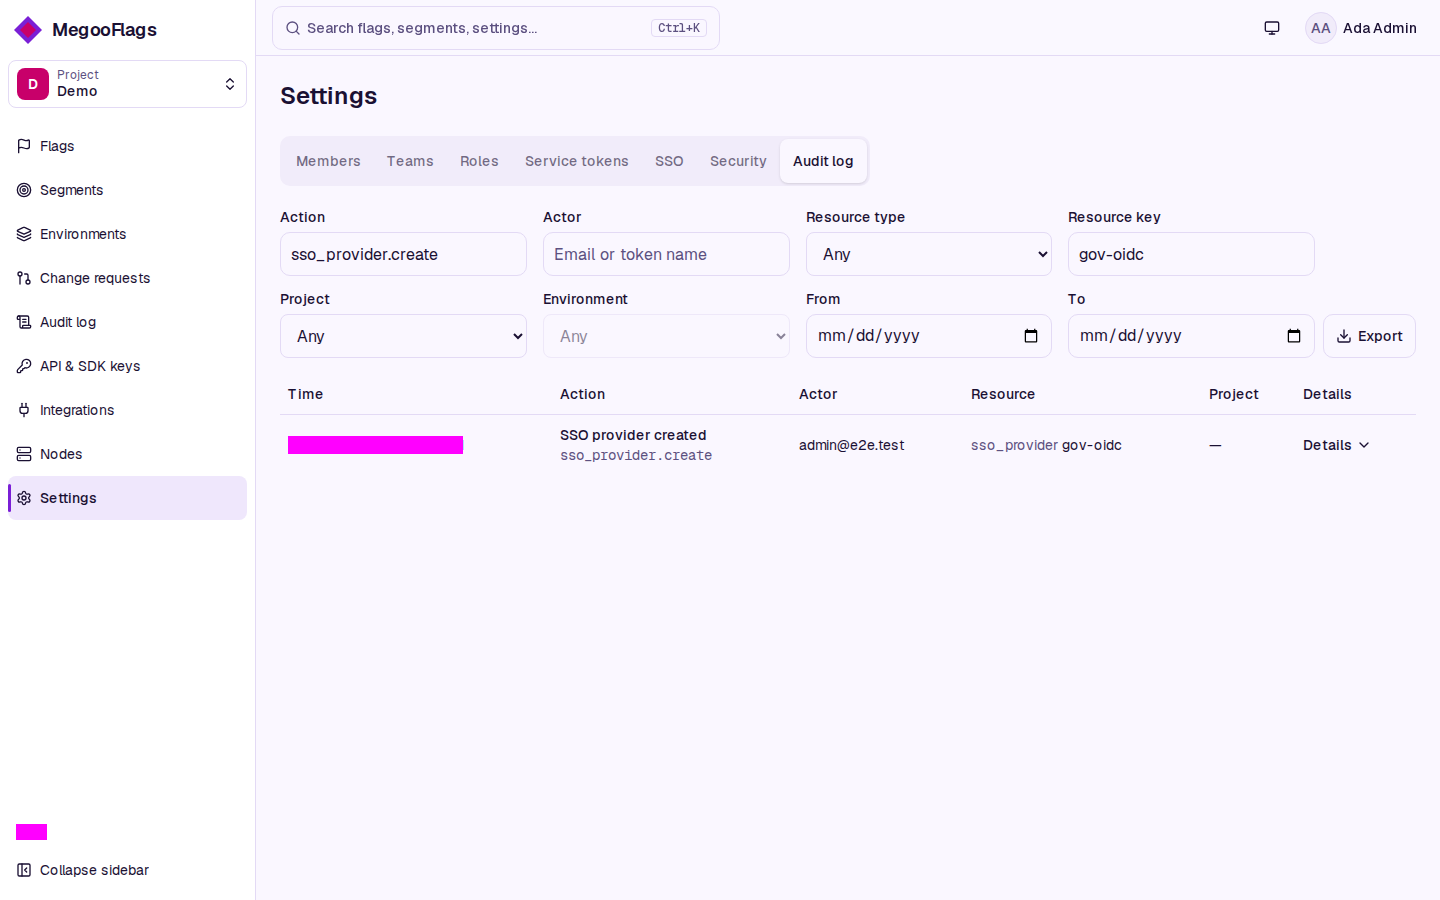 MegooFlags
Search flags, segments, settings...
Ctrl+K
AA
Ada Admin
D
Project
Demo
Flags
Segments
Environments
Change requests
Audit log
API & SDK keys
Integrations
Nodes
Settings
Collapse sidebar
Settings
Members
Teams
Roles
Service tokens
SSO
Security
Audit log
Action
Actor
Resource type
Resource key
sso_provider.create
Email or token name
Any
gov-oidc
Project
Environment
From
To
Any
Any
mm/dd/yyyy
mm/dd/yyyy
Export
Time
Action
Actor
Resource
Project
Details
SSO provider created
sso_provider.create
admin@e2e.test
sso_provider gov-oidc
—
Details